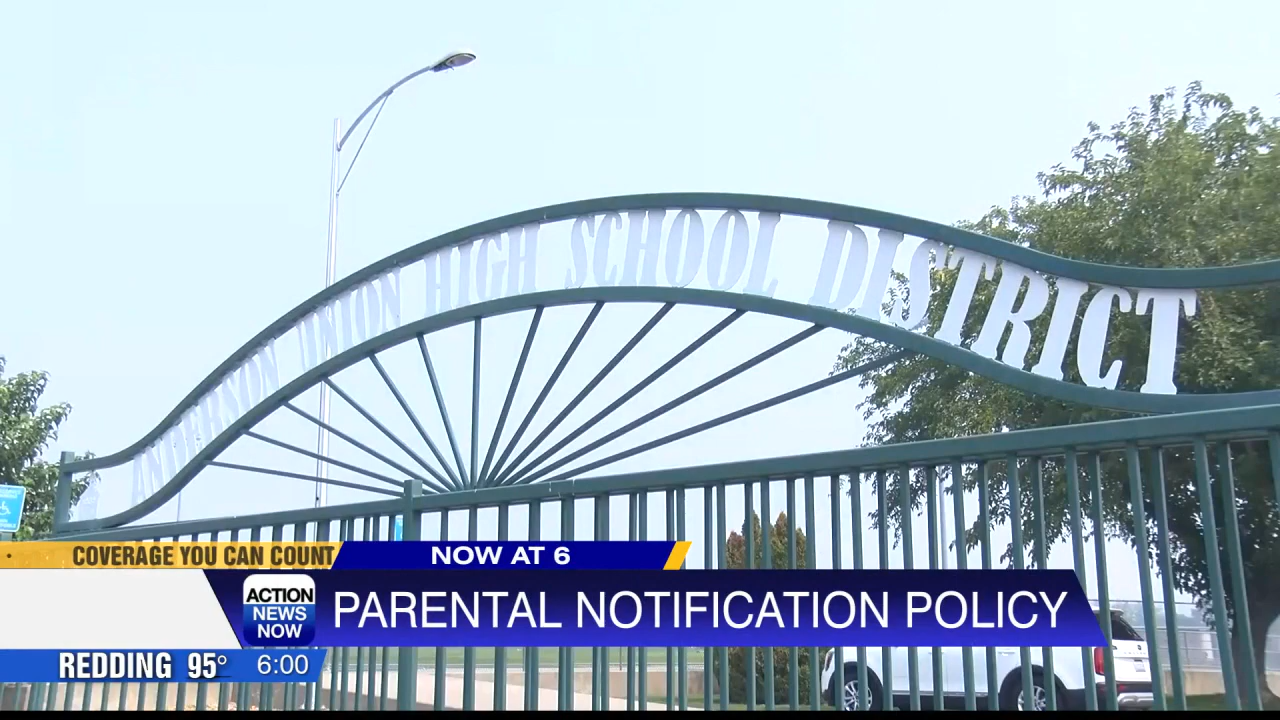 ANDERSON UNION HIGH SCHOOL DISTRICT
COVERAGE YOU CAN COUNT
NOW AT 6
ACTION
NEWS
NOW
PARENTAL NOTIFICATION POLICY
REDDING 95° 6:00